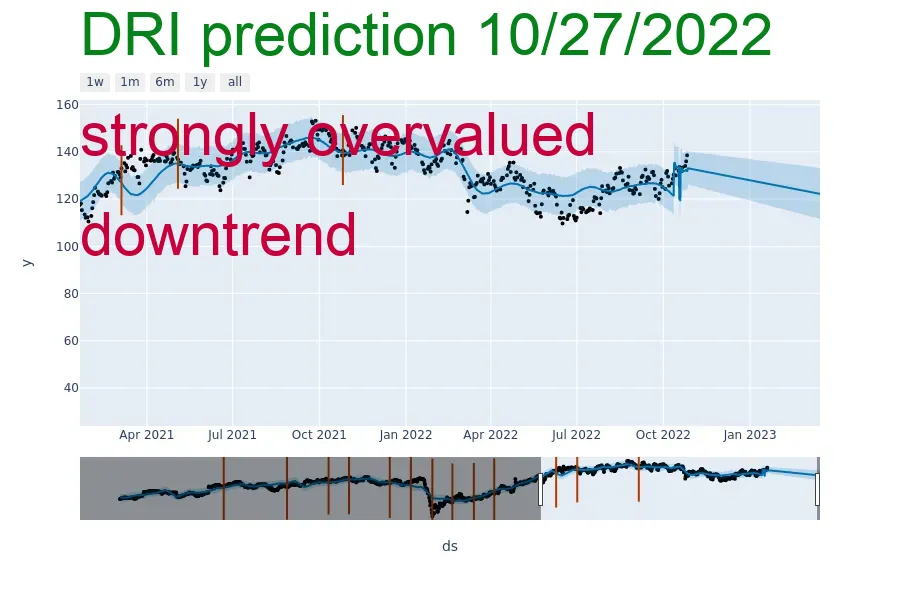 DRI prediction 10/27/2022
1w 1m 6m 1y all
160
strongly overvalued
140
120
downtrend
100
y
80
60
40
Apr 2021 Jul 2021 Oct 2021 Jan 2022 Apr 2022 Jul 2022 Oct 2022 Jan 2023
ds